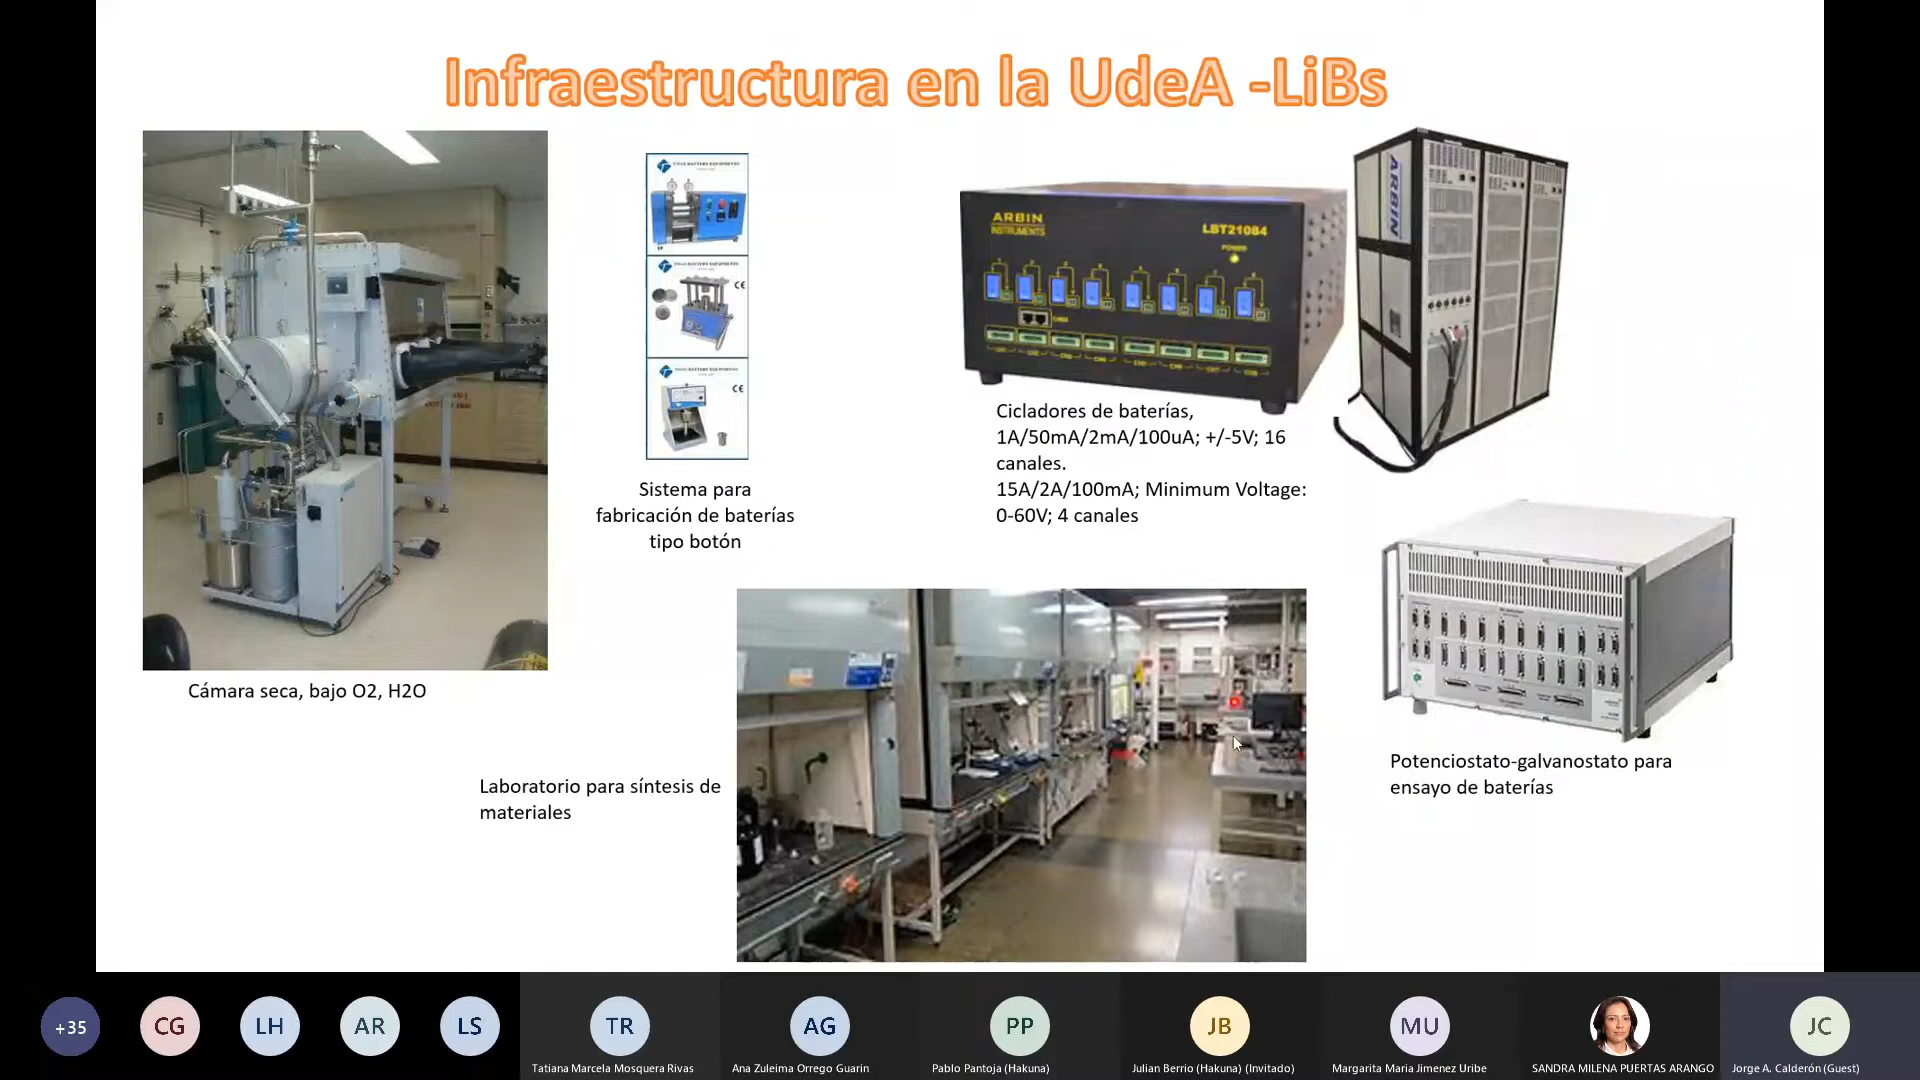 Infraestructura en la UdeA -LiBs
ARBIN
INSTRUMENTS
LBT21084
POWER
ARBIN
Cicladores de baterías,
1A/50mA/2mA/100uA; +/-5V; 16
canales.
15A/2A/100mA; Minimum Voltage:
0-60V; 4 canales
Sistema para
fabricación de baterías
tipo botón
Cámara seca, bajo O2, H2O
Laboratorio para síntesis de
materiales
Potenciostato-galvanostato para
ensayo de baterías
+35
CG
LH
AR
LS
TR
AG
PP
JB
MU
JC
Tatiana Marcela Mosquera Rivas
Ana Zuleima Orrego Guarin
Pablo Pantoja (Hakuna)
Julian Berrio (Hakuna) (Invitado)
Margarita Maria Jimenez Uribe
SANDRA MILENA PUERTAS ARANGO
Jorge A. Calderón (Guest)